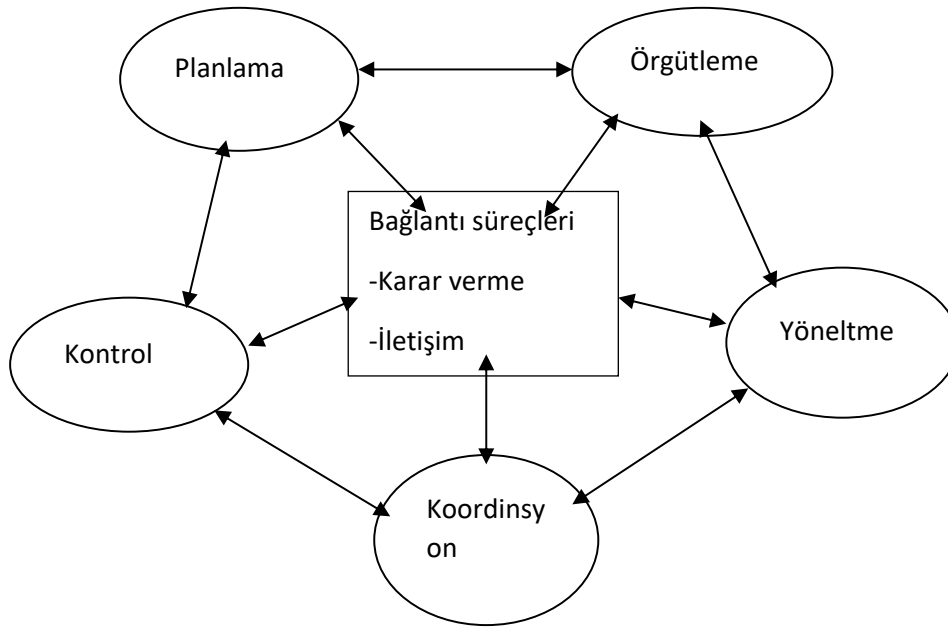 Planlama
Örgütleme
Bağlantı süreçleri
-Karar verme
-İletişim
Yöneltme
Kontrol
Koordinsy
on